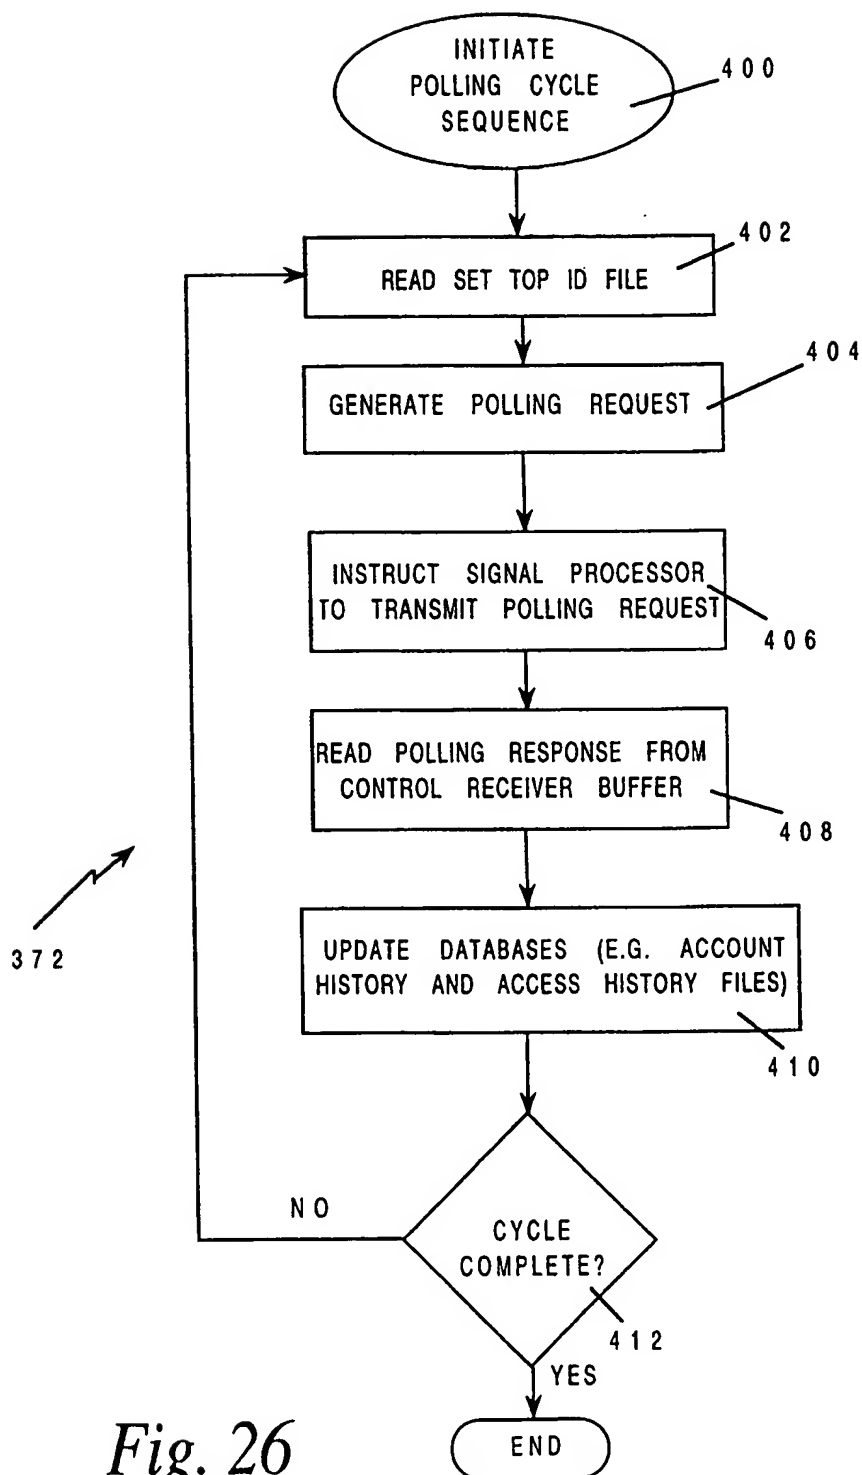 INITIATE
POLLING CYCLE
SEQUENCE
400
402
READ SET TOP ID FILE
404
GENERATE POLLING REQUEST
INSTRUCT SIGNAL PROCESSOR
TO TRANSMIT POLLING REQUEST
406
READ POLLING RESPONSE FROM
CONTROL RECEIVER BUFFER
408
372
UPDATE DATABASES (E.G. ACCOUNT
HISTORY AND ACCESS HISTORY FILES)
410
NO
CYCLE
COMPLETE?
412
YES
END
Fig. 26